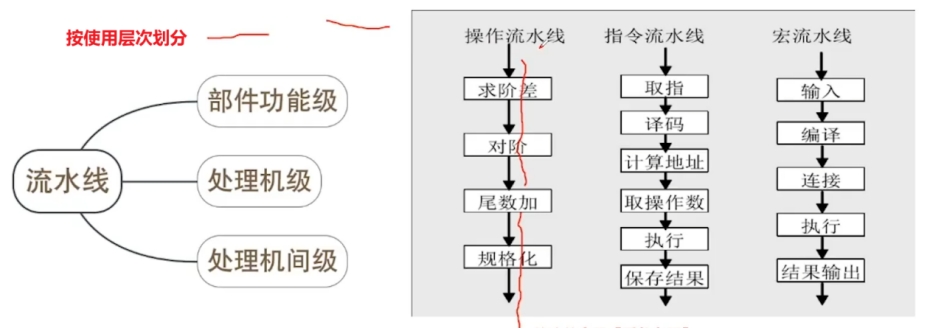 按使用层次划分
流水线
部件功能级
处理机级
处理机间级
操作流水线
求阶差
对阶
尾数加
规格化
指令流水线
取指
译码
计算地址
取操作数
执行
保存结果
宏流水线
输入
编译
连接
执行
结果输出